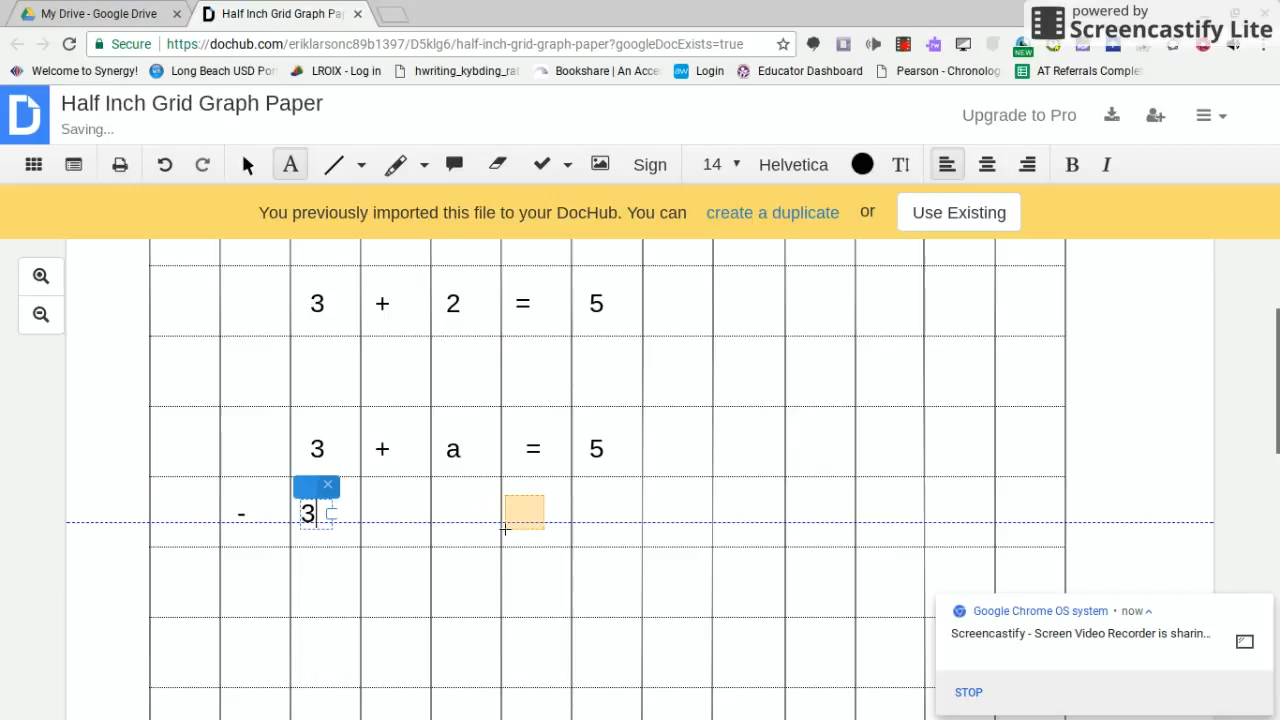 My Drive - Google Drive
Half Inch Grid Graph Pa
powered by
Screencastify Lite
Secure
https://dochub.com/
/half-inch-grid-graph-paper?googleDocExists=true
NEW
Welcome to Synergy!
Long Beach USD Por
ROIX - Log in
nwriting_kybding_rat
Bookshare | An Acce
aw
Login
Educator Dashboard
Pearson - Chronolog
AT Referrals Comple
Half Inch Grid Graph Paper
Saving...
Upgrade to Pro
A
Sign
14
Helvetica
T
B
I
You previously imported this file to your DocHub. You can create a duplicate or Use Existing
3 + 2 = 5
3 + a = 5
- 3
Google Chrome OS system • now
Screencastify - Screen Video Recorder is sharin...
STOP